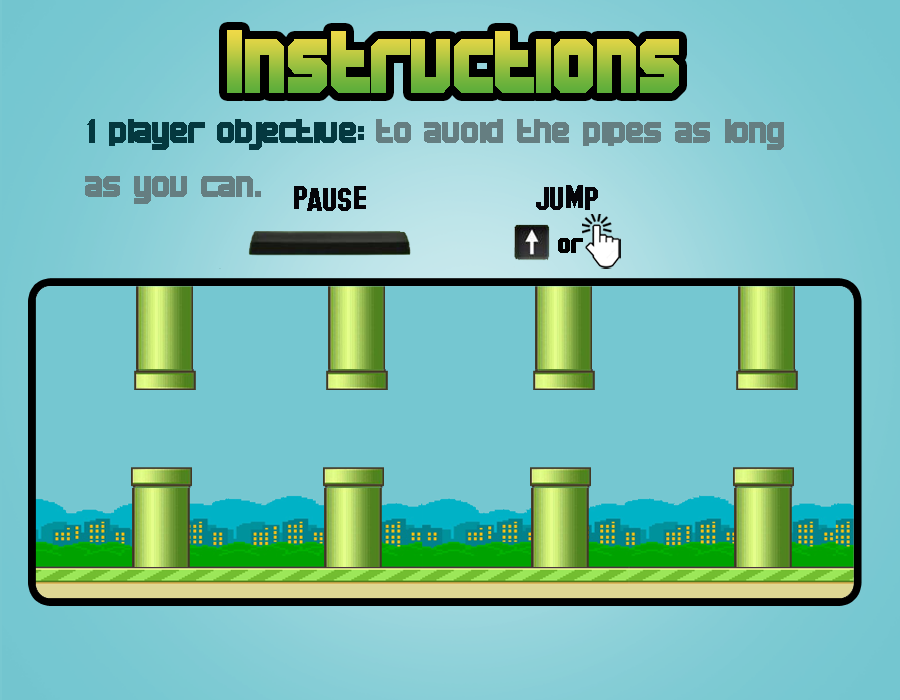 Instructions
1 player objective: to avoid the pipes as long
as you can.
PAUSE JUMP
or